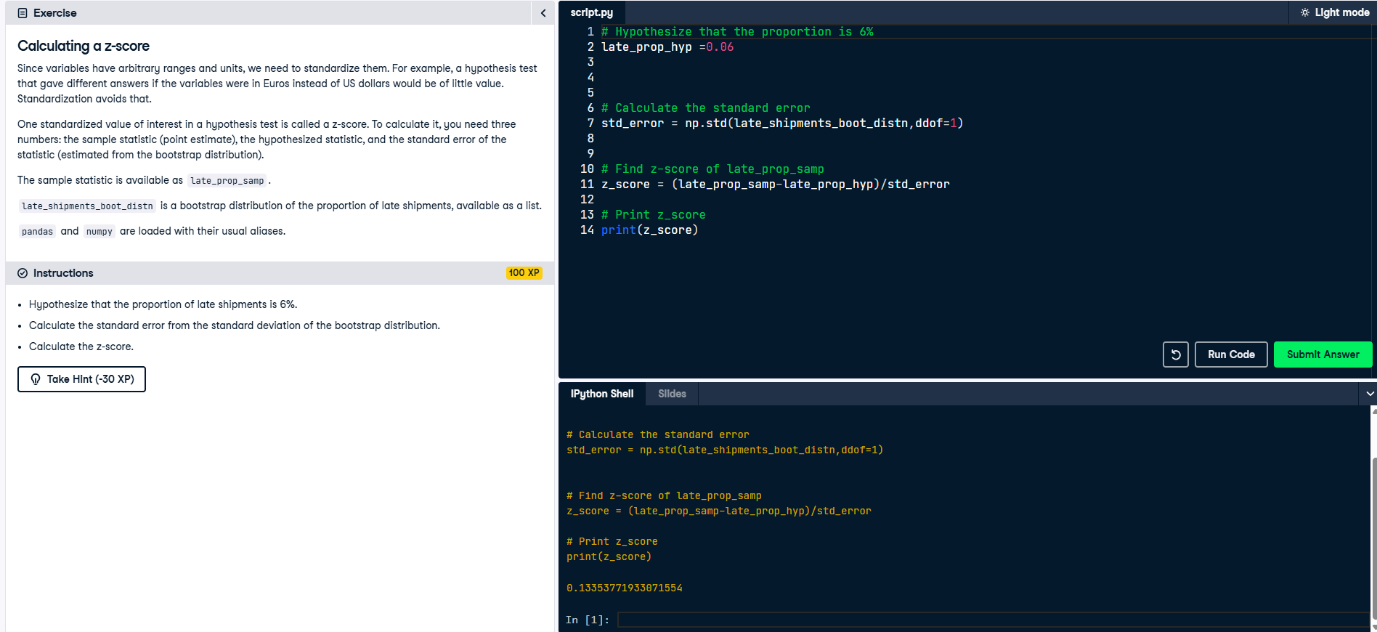 Exercise
Calculating a z-score
Since variables have arbitrary ranges and units, we need to standardize them. For example, a hypothesis test
that gave different answers if the variables were in Euros instead of US dollars would be of little value.
Standardization avoids that.
One standardized value of interest in a hypothesis test is called a z-score. To calculate it, you need three
numbers: the sample statistic (point estimate), the hypothesized statistic, and the standard error of the
statistic (estimated from the bootstrap distribution).
The sample statistic is available as late_prop_samp .
late_shipments_boot_distn is a bootstrap distribution of the proportion of late shipments, available as a list.
pandas and numpy are loaded with their usual aliases.
Instructions
100 XP
• Hypothesize that the proportion of late shipments is 6%.
• Calculate the standard error from the standard deviation of the bootstrap distribution.
• Calculate the z-score.
Take Hint (-30 XP)
script.py
Light mode
1 # Hypothesize that the proportion is 6%
2 late_prop_hyp =0.06
3
4
5
6 # Calculate the standard error
7 std_error = np.std(late_shipments_boot_distn,ddof=1)
8
9
10 # Find z-score of late_prop_samp
11 z_score = (late_prop_samp-late_prop_hyp)/std_error
12
13 # Print z_score
14 print(z_score)
Run Code
Submit Answer
IPython Shell
Slides
# Calculate the standard error
std_error = np.std(late_shipments_boot_distn,ddof=1)
# Find z-score of late_prop_samp
z_score = (late_prop_samp-late_prop_hyp)/std_error
# Print z_score
print(z_score)
0.13353771933071554
In [1]: